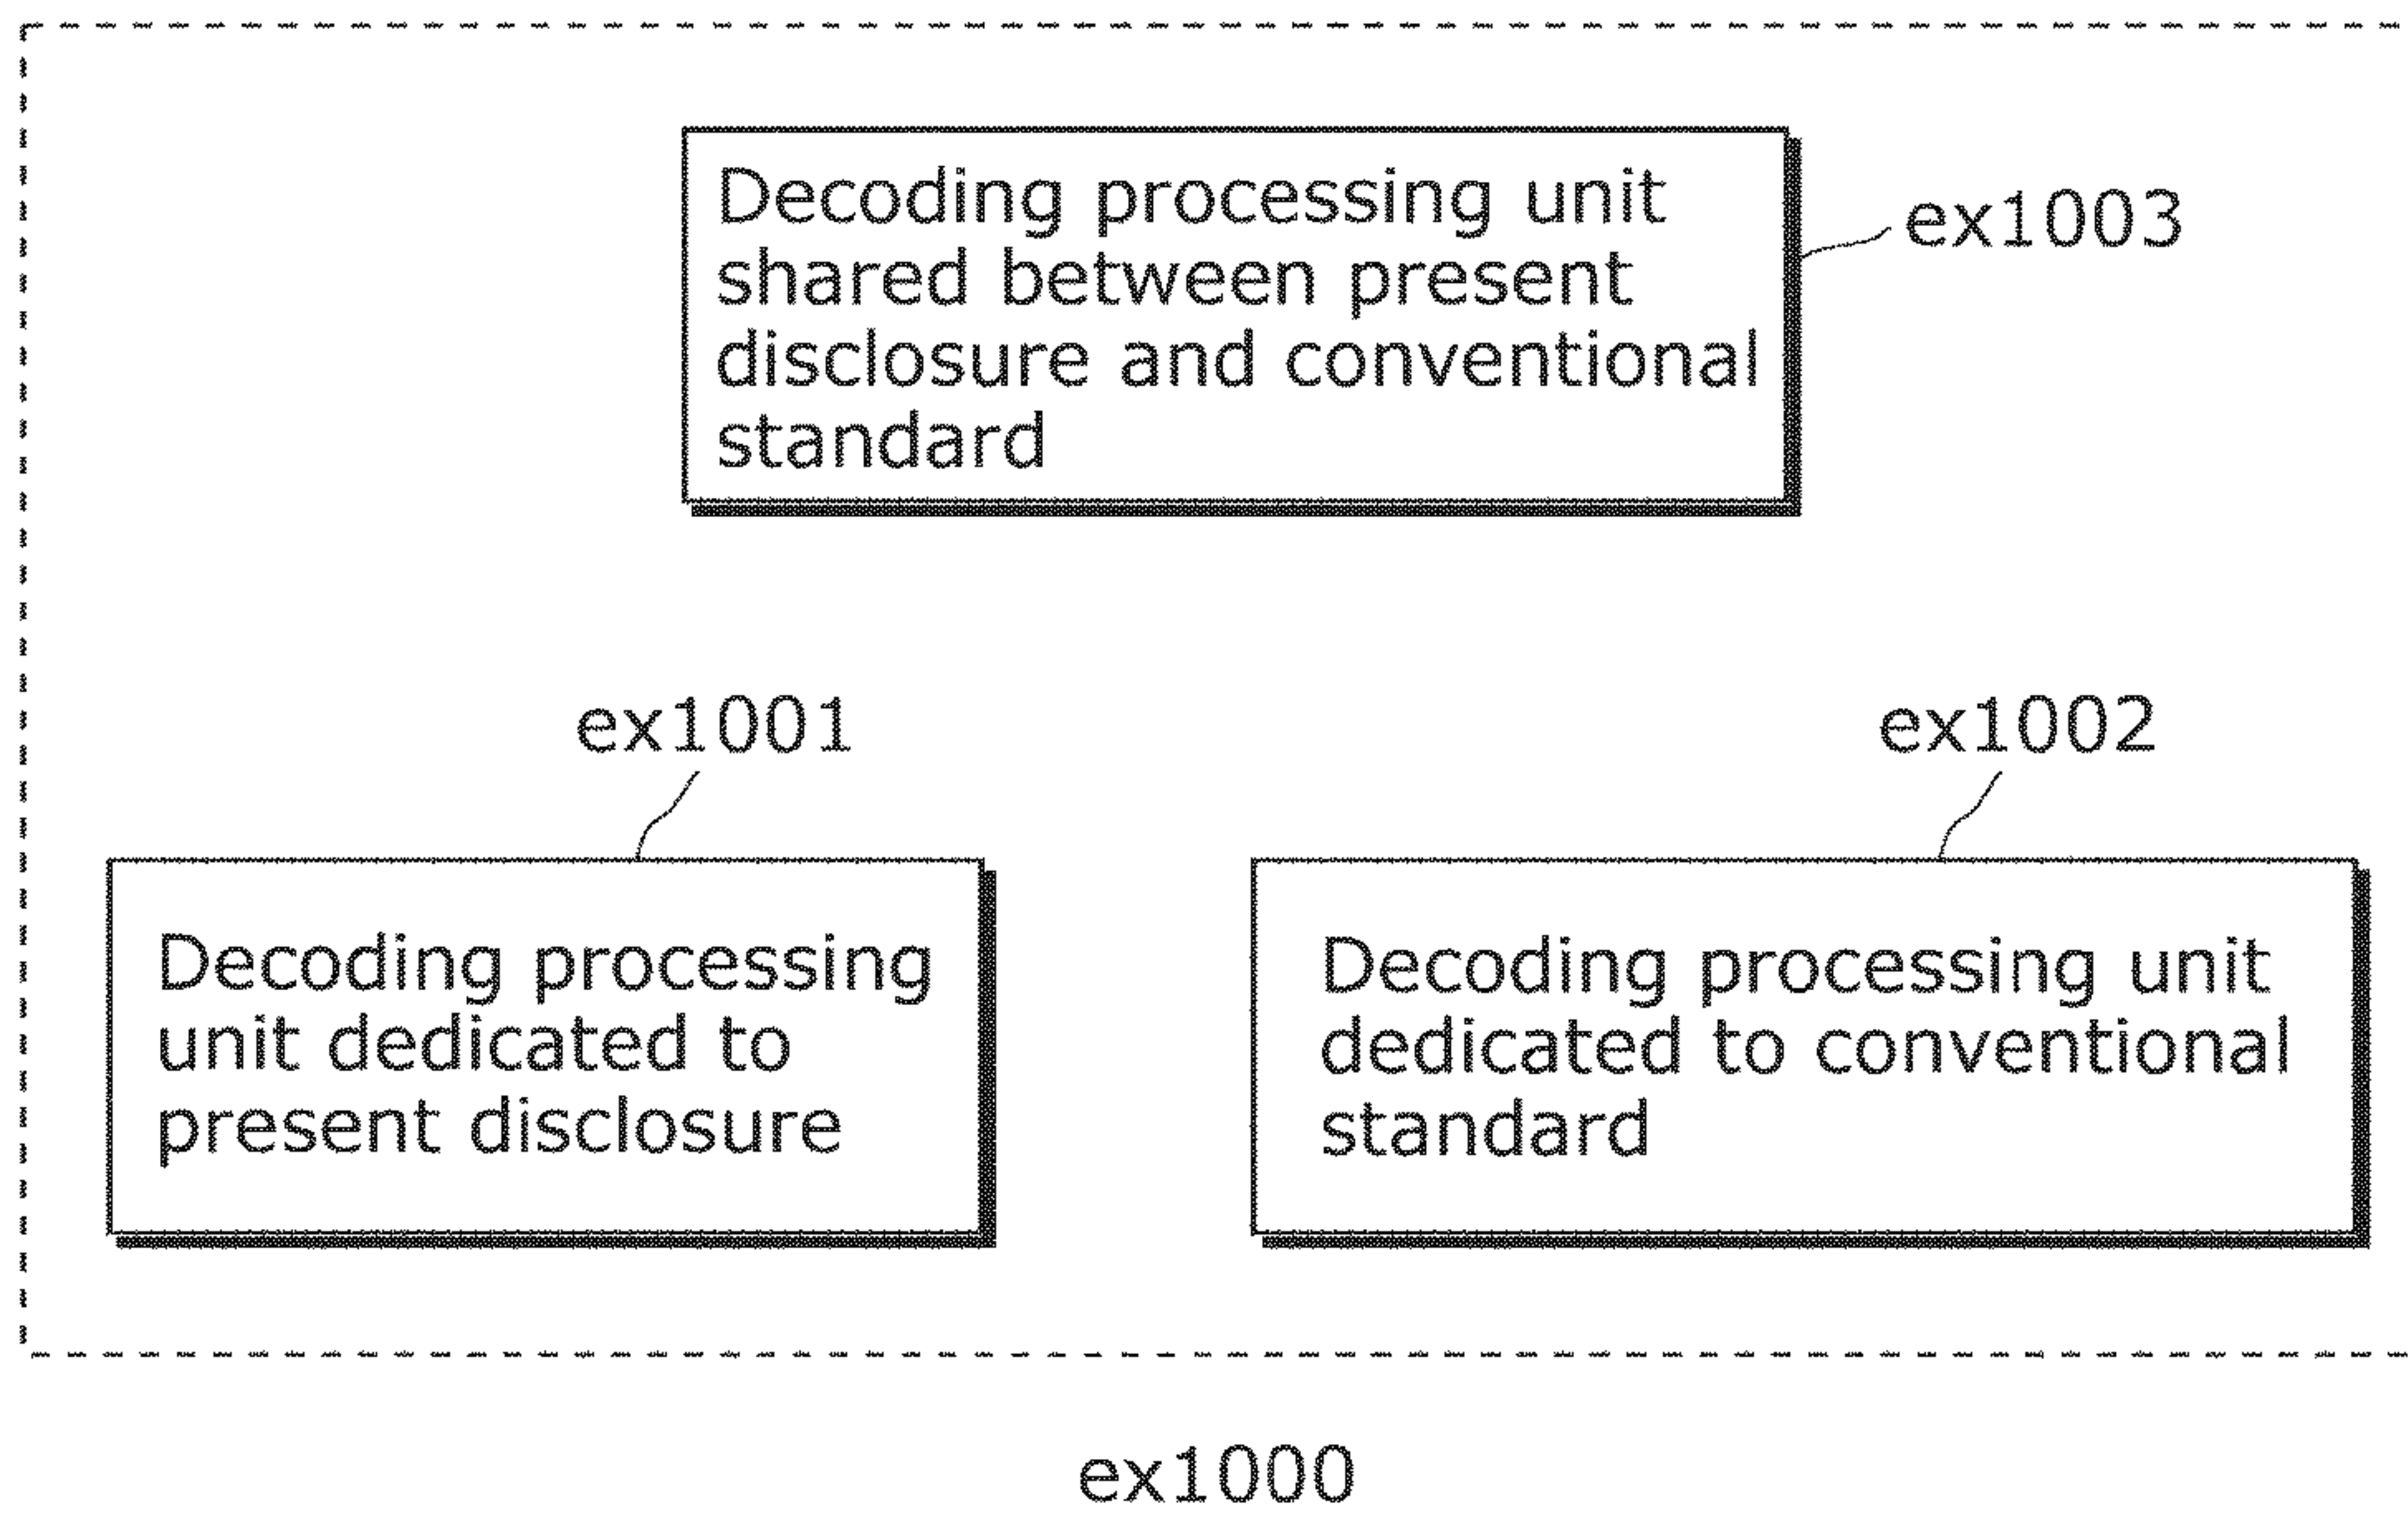 Decoding processing unit
shared between present
disclosure and conventional
standard
ex1003
ex1001
ex1002
Decoding processing
unit dedicated to
present disclosure
Decoding processing unit
dedicated to conventional
standard
ex1000